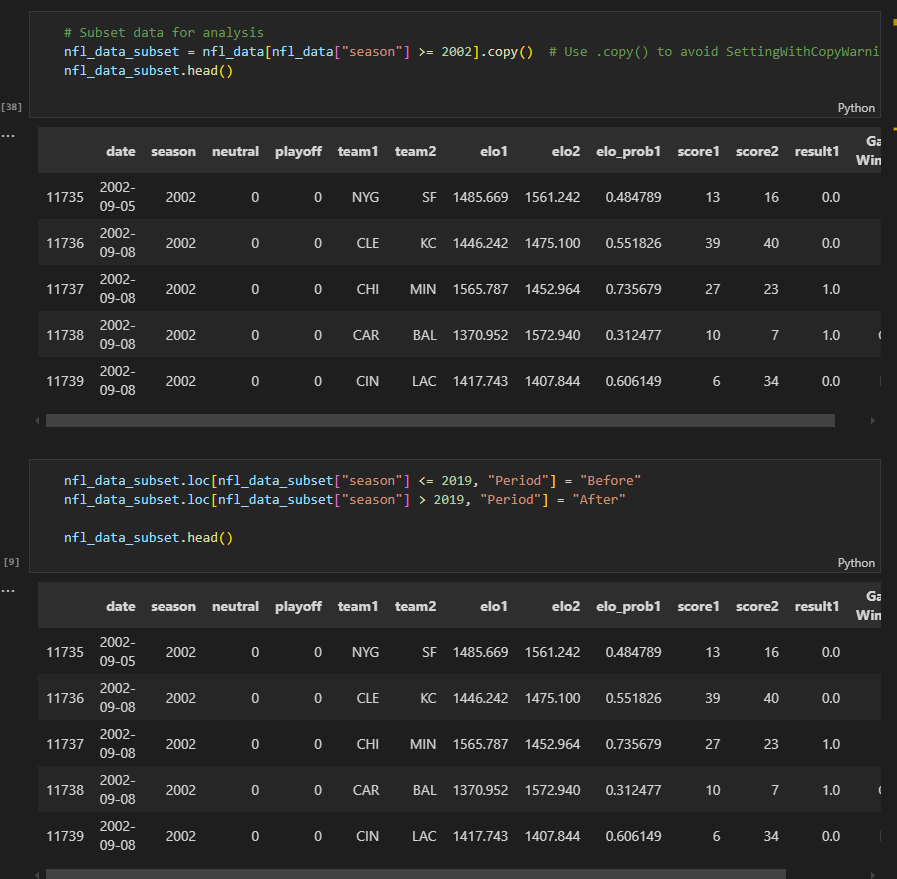 # Subset data for analysis
nfl_data_subset = nfl_data[nfl_data["season"] >= 2002].copy()  # Use .copy() to avoid SettingWithCopyWarni
nfl_data_subset.head()
[38]
Python
...
date season neutral playoff team1 team2 elo1 elo2 elo_prob1 score1 score2 result1 Ga
Win
11735 2002-09-05 2002 0 0 NYG SF 1485.669 1561.242 0.484789 13 16 0.0
11736 2002-09-08 2002 0 0 CLE KC 1446.242 1475.100 0.551826 39 40 0.0
11737 2002-09-08 2002 0 0 CHI MIN 1565.787 1452.964 0.735679 27 23 1.0
11738 2002-09-08 2002 0 0 CAR BAL 1370.952 1572.940 0.312477 10 7 1.0
11739 2002-09-08 2002 0 0 CIN LAC 1417.743 1407.844 0.606149 6 34 0.0
nfl_data_subset.loc[nfl_data_subset["season"] <= 2019, "Period"] = "Before"
nfl_data_subset.loc[nfl_data_subset["season"] > 2019, "Period"] = "After"
nfl_data_subset.head()
[9]
Python
...
date season neutral playoff team1 team2 elo1 elo2 elo_prob1 score1 score2 result1 Ga
Win
11735 2002-09-05 2002 0 0 NYG SF 1485.669 1561.242 0.484789 13 16 0.0
11736 2002-09-08 2002 0 0 CLE KC 1446.242 1475.100 0.551826 39 40 0.0
11737 2002-09-08 2002 0 0 CHI MIN 1565.787 1452.964 0.735679 27 23 1.0
11738 2002-09-08 2002 0 0 CAR BAL 1370.952 1572.940 0.312477 10 7 1.0
11739 2002-09-08 2002 0 0 CIN LAC 1417.743 1407.844 0.606149 6 34 0.0